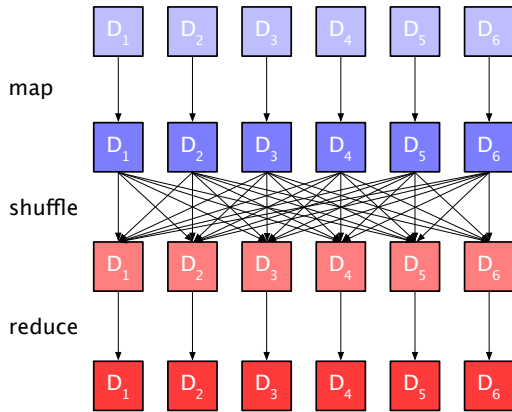 D₁ D₂ D₃ D₄ D₅ D₆
map
D₁ D₂ D₃ D₄ D₅ D₆
shuffle
D₁ D₂ D₃ D₄ D₅ D₆
reduce
D₁ D₂ D₃ D₄ D₅ D₆